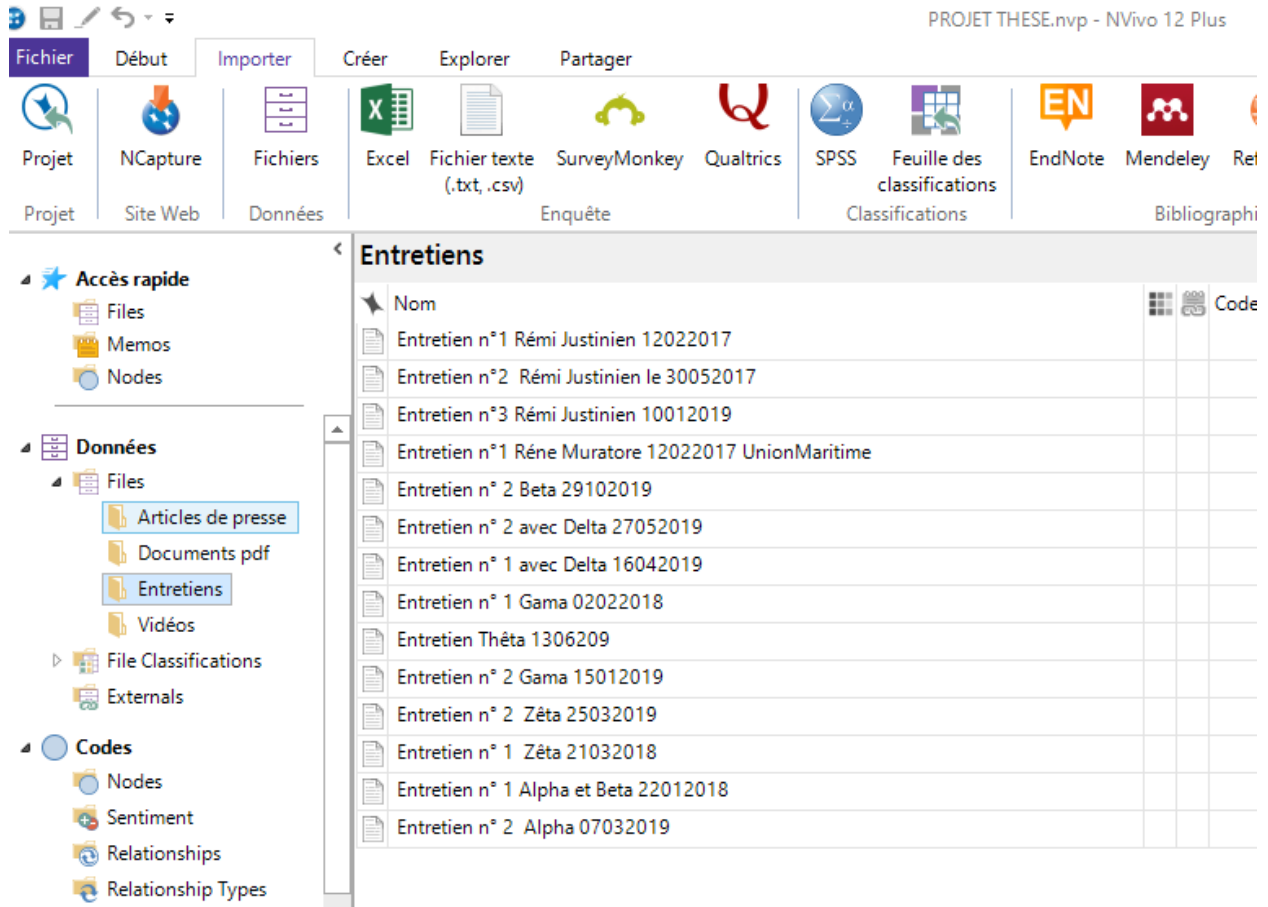 PROJET THESE.nvp - NVivo 12 Plus
Fichier Début Importer Créer Explorer Partager
Projet NCapture Fichiers Excel Fichier texte (.txt, .csv) SurveyMonkey Qualtrics SPSS Feuille des classifications EndNote Mendeley Ref
Projet Site Web Données Enquête Classifications Bibliographi
Accès rapide
Files
Memos
Nodes
Données
Files
Articles de presse
Documents pdf
Entretiens
Vidéos
File Classifications
Externals
Codes
Nodes
Sentiment
Relationships
Relationship Types
Entretiens
Nom Code
Entretien n°1 Rémi Justinien 12022017
Entretien n°2 Rémi Justinien le 30052017
Entretien n°3 Rémi Justinien 10012019
Entretien n°1 Réne Muratore 12022017 UnionMaritime
Entretien n° 2 Beta 29102019
Entretien n° 2 avec Delta 27052019
Entretien n° 1 avec Delta 16042019
Entretien n° 1 Gama 02022018
Entretien Thêta 1306209
Entretien n° 2 Gama 15012019
Entretien n° 2 Zêta 25032019
Entretien n° 1 Zêta 21032018
Entretien n° 1 Alpha et Beta 22012018
Entretien n° 2 Alpha 07032019